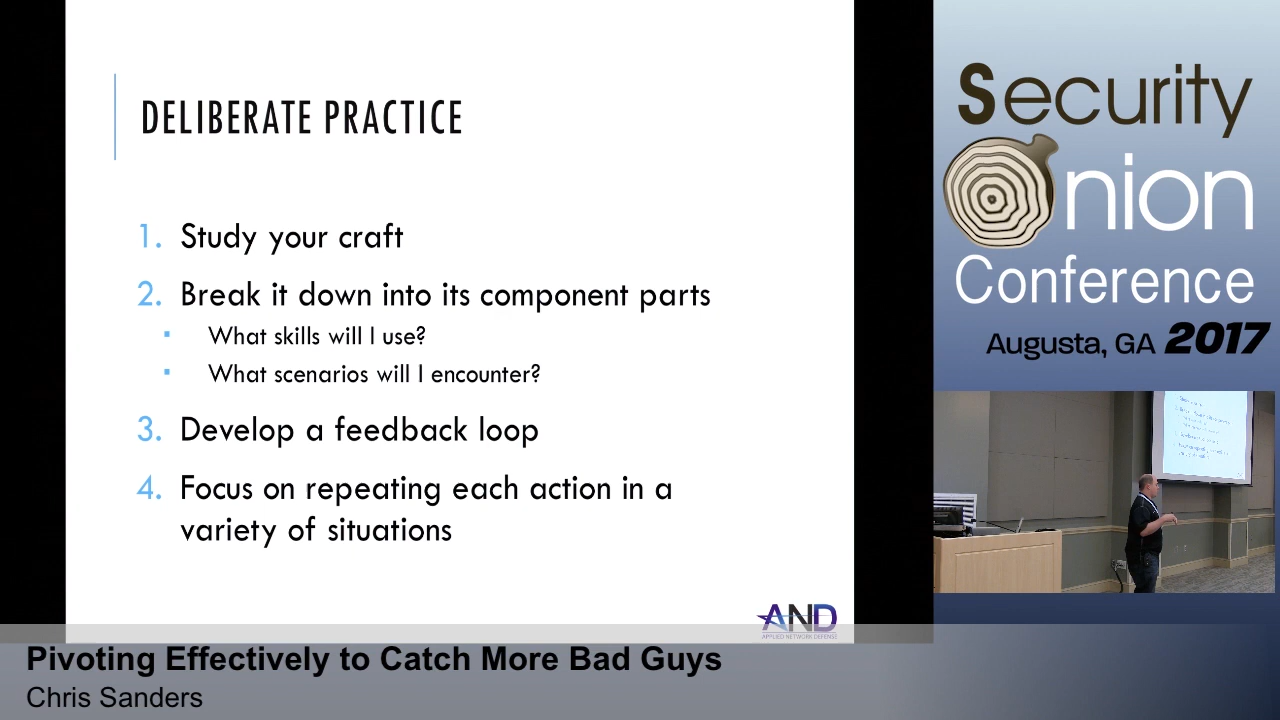 DELIBERATE PRACTICE
1. Study your craft
2. Break it down into its component parts
▪ What skills will I use?
▪ What scenarios will I encounter?
3. Develop a feedback loop
4. Focus on repeating each action in a
variety of situations
AND
APPLIED NETWORK DEFENSE
Security
Onion
Conference
Augusta, GA 2017
Pivoting Effectively to Catch More Bad Guys
Chris Sanders